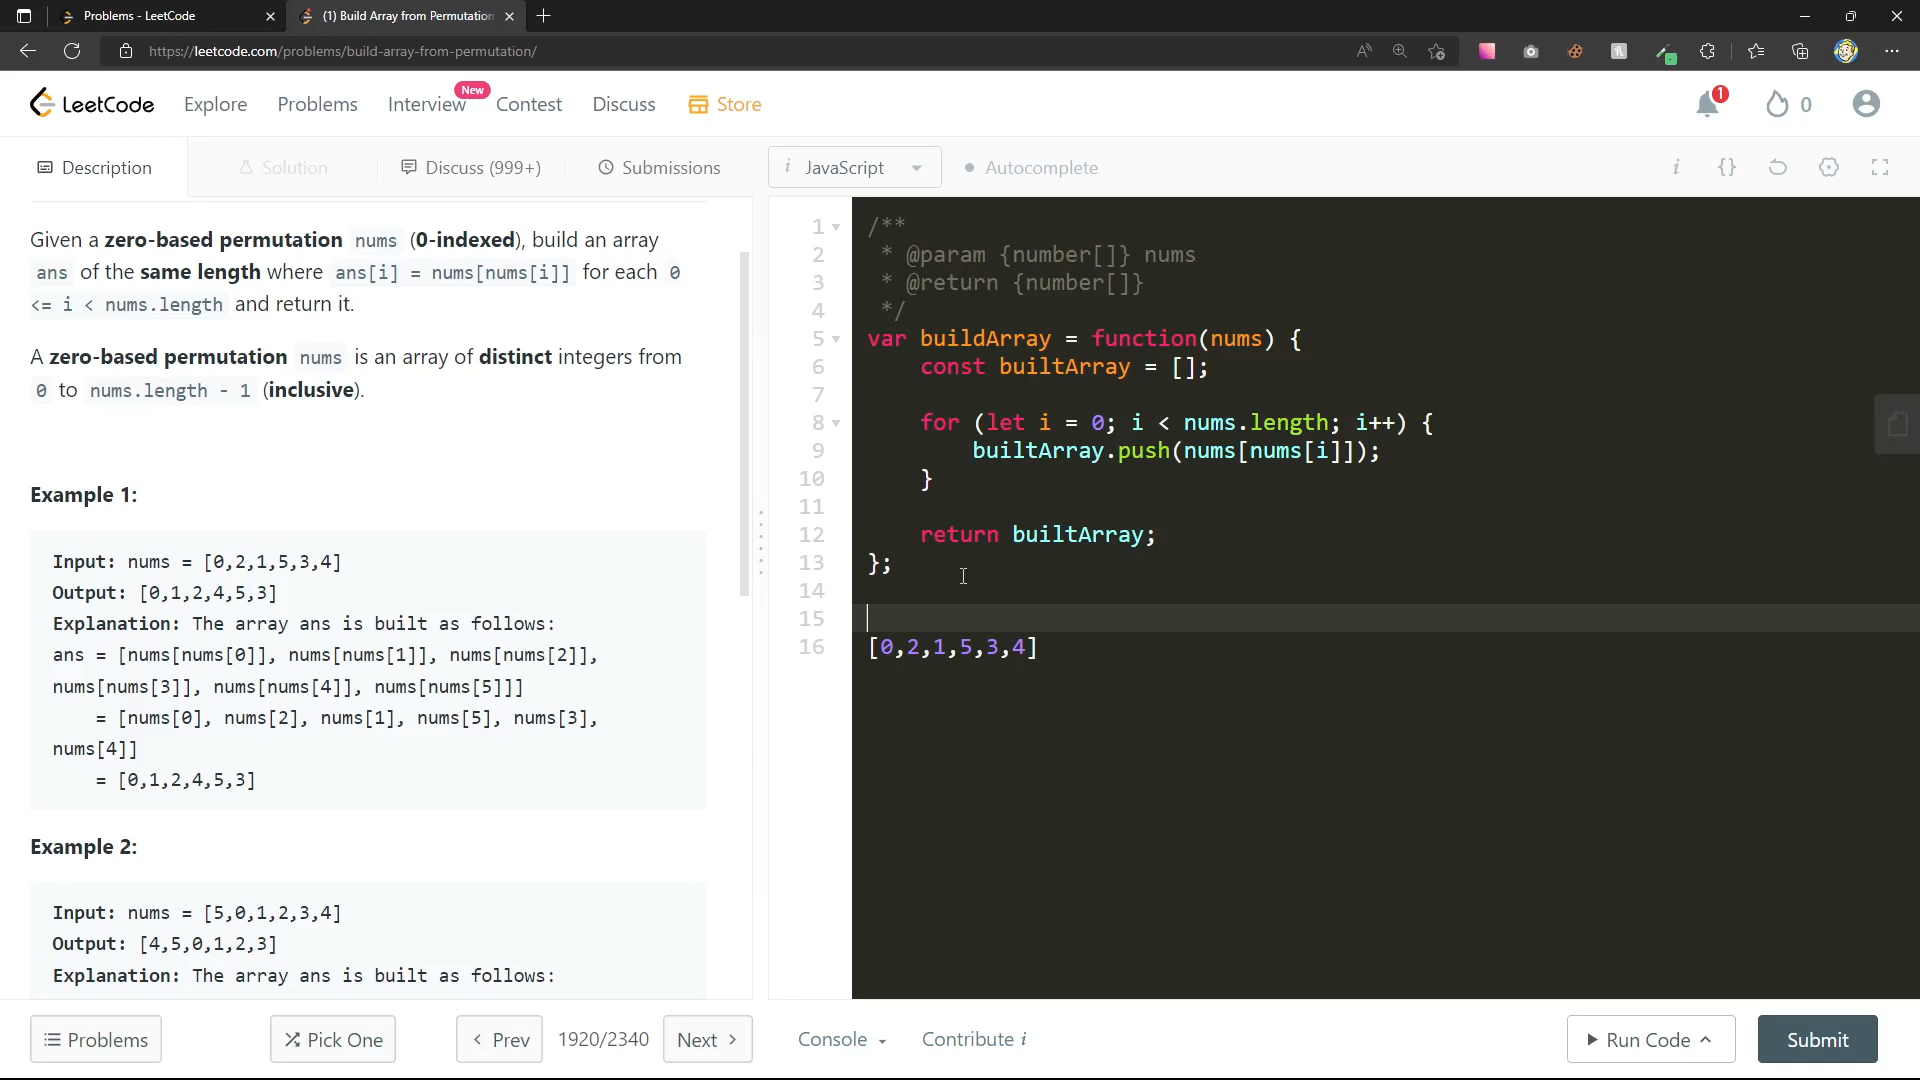 Problems - LeetCode
(1) Build Array from Permutation
https://leetcode.com/problems/build-array-from-permutation/
LeetCode
Explore
Problems
Interview
New
Contest
Discuss
Store
1
0
Description
Solution
Discuss (999+)
Submissions
i JavaScript
Autocomplete
i
{}
Given a zero-based permutation nums (0-indexed), build an array
ans of the same length where ans[i] = nums[nums[i]] for each 0
<= i < nums.length and return it.
A zero-based permutation nums is an array of distinct integers from
0 to nums.length - 1 (inclusive).
Example 1:
Input: nums = [0,2,1,5,3,4]
Output: [0,1,2,4,5,3]
Explanation: The array ans is built as follows:
ans = [nums[nums[0]], nums[nums[1]], nums[nums[2]],
nums[nums[3]], nums[nums[4]], nums[nums[5]]]
= [nums[0], nums[2], nums[1], nums[5], nums[3],
nums[4]]
= [0,1,2,4,5,3]
Example 2:
Input: nums = [5,0,1,2,3,4]
Output: [4,5,0,1,2,3]
Explanation: The array ans is built as follows:
1 /**
2 * @param {number[]} nums
3 * @return {number[]}
4 */
5 var buildArray = function(nums) {
6 const builtArray = [];
7
8 for (let i = 0; i < nums.length; i++) {
9 builtArray.push(nums[nums[i]]);
10 }
11
12 return builtArray;
13 };
14
15
16 [0,2,1,5,3,4]
Problems
Pick One
Prev
1920/2340
Next
Console
Contribute i
Run Code
Submit